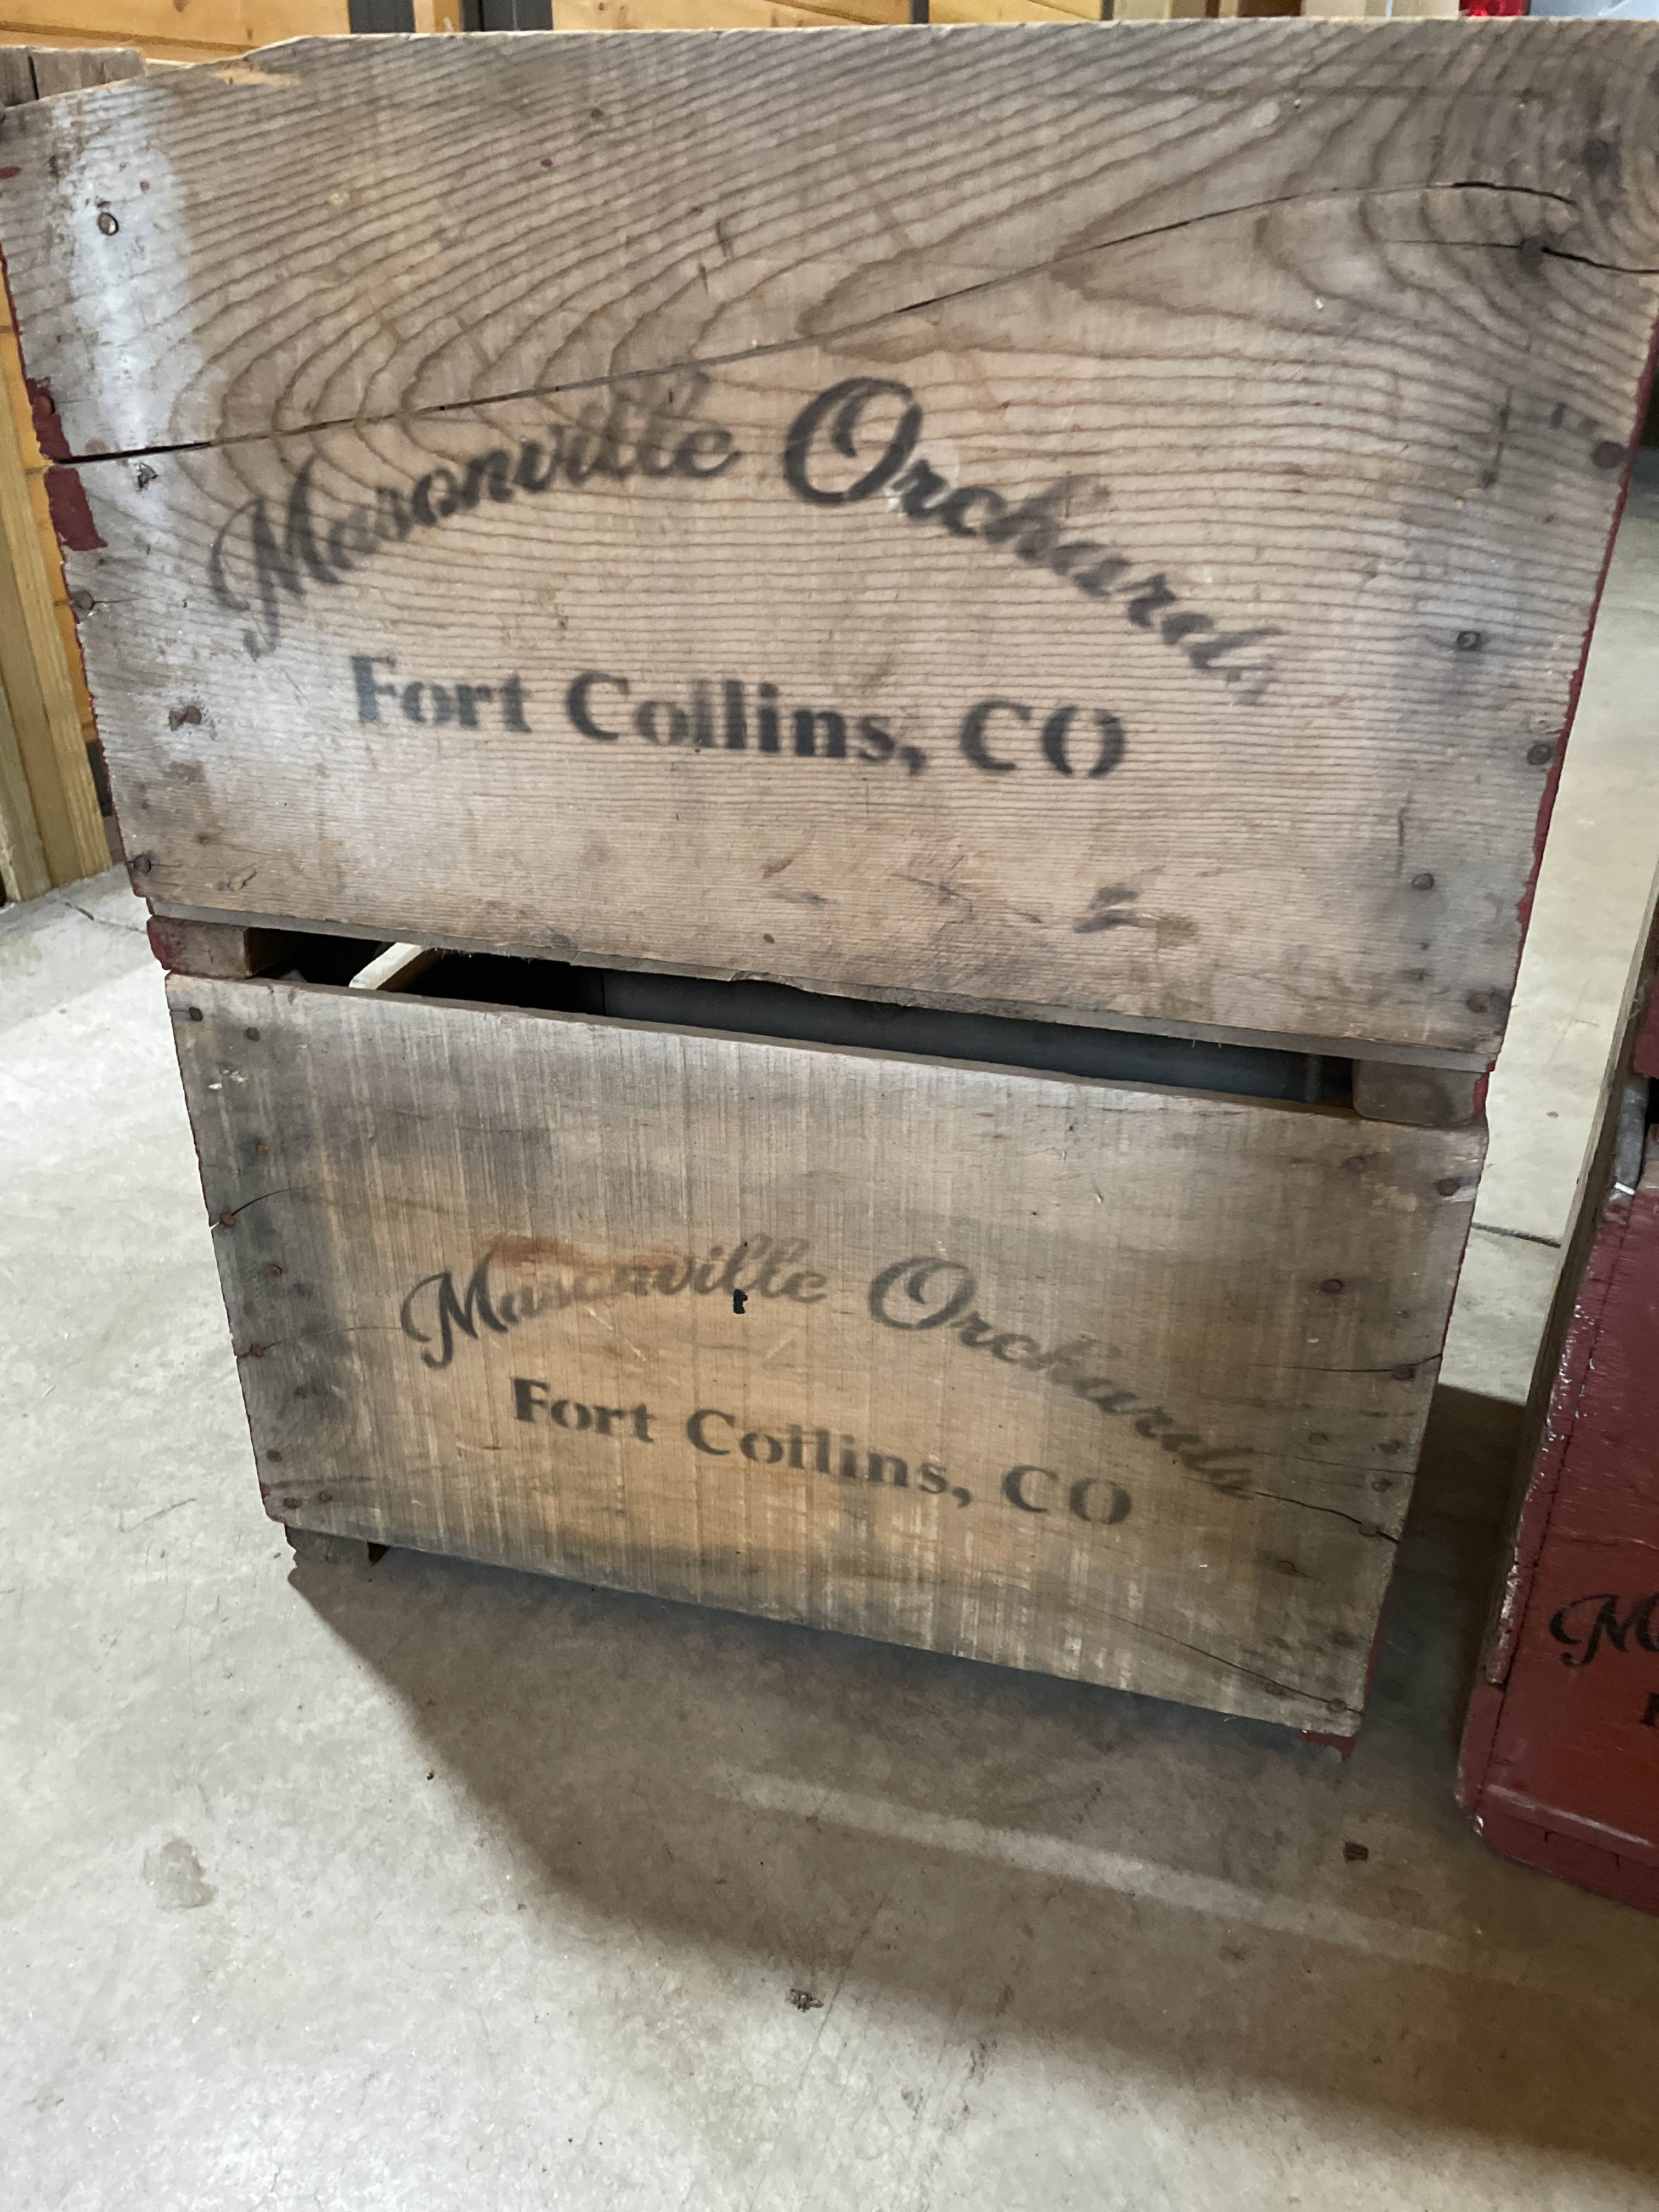 Masonville Orchards
Fort Collins, CO
Masonville Orchards
Fort Collins, CO
M
F